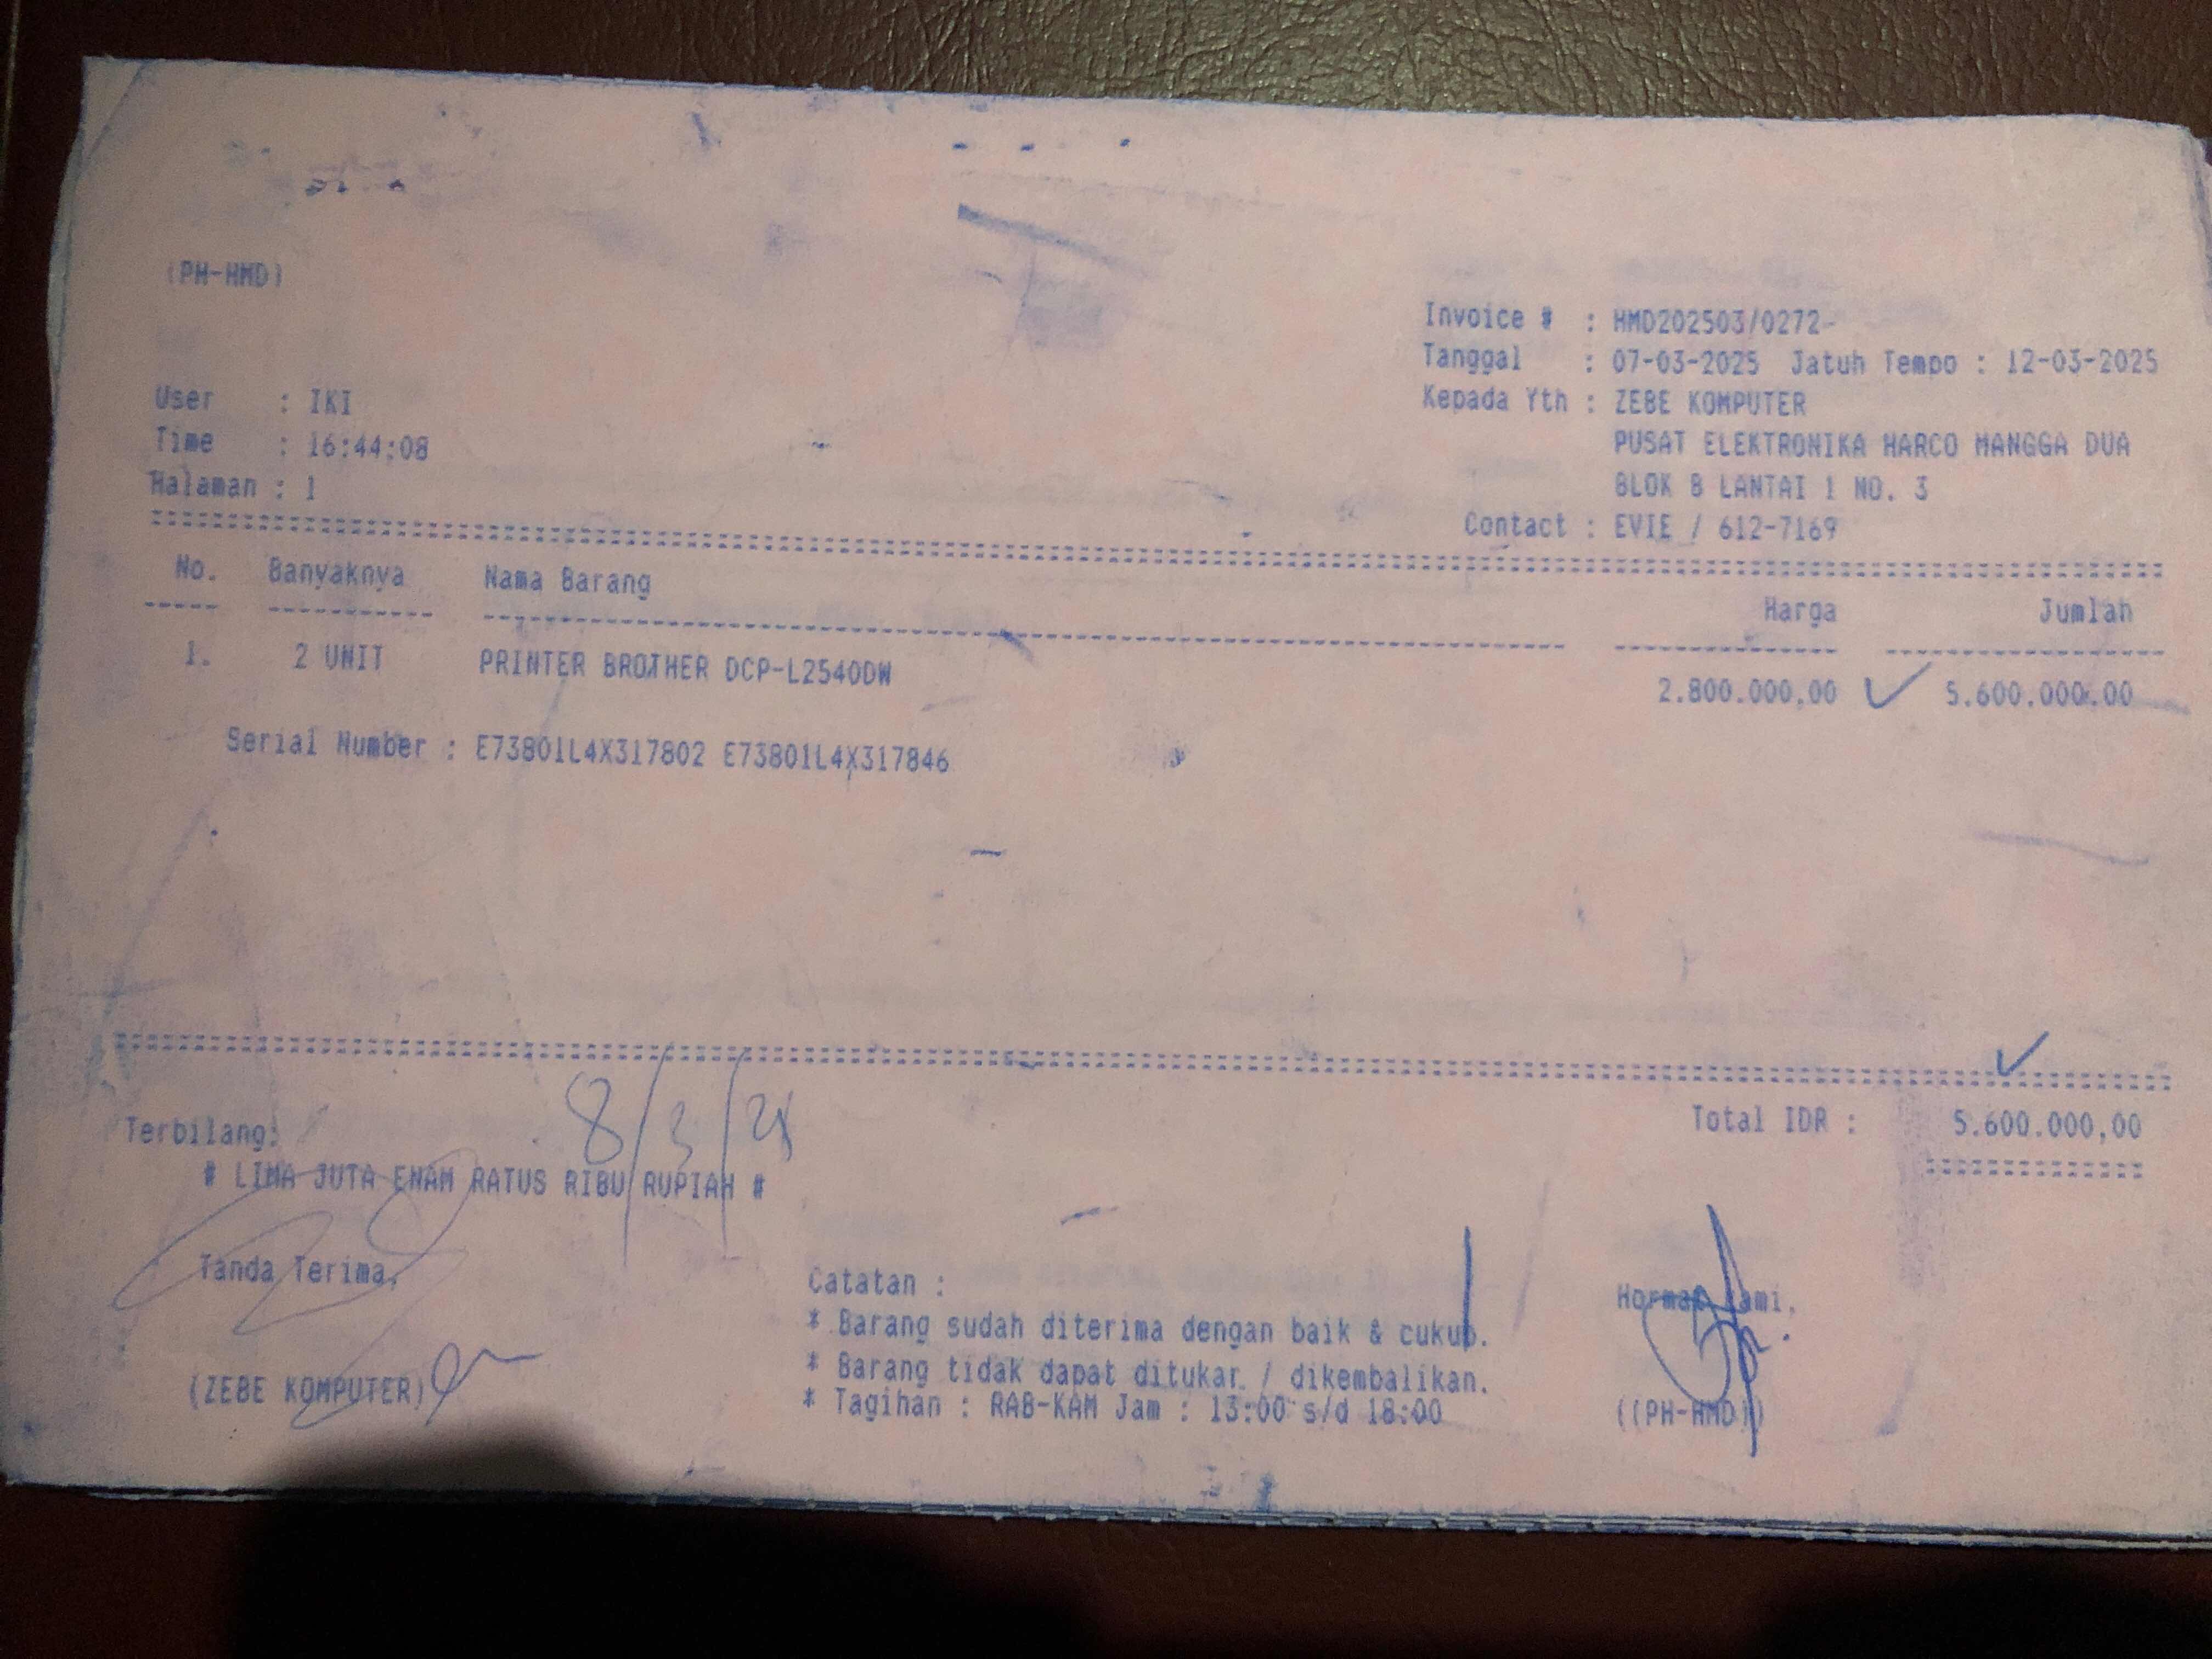 (PH-HMD)
Invoice # : HMD202503/0272
Tanggal : 07-03-2025 Jatuh Tempo : 12-03-2025
User : IKI
Kepada Yth : ZEBE KOMPUTER
Time : 16:44:08
PUSAT ELEKTRONIKA HARCO MANGGA DUA
Halaman : 1
BLOK B LANTAI 1 NO. 3
Contact : EVIE / 612-7169
No. Banyaknya Nama Barang Harga Jumlah
1. 2 UNIT PRINTER BROTHER DCP-L2540DW 2.800.000,00 5.600.000,00
Serial Number : E73801L4X317802 E73801L4X317846
8/3/25
Terbilang: Total IDR : 5.600.000,00
# LIMA JUTA ENAM RATUS RIBU RUPIAH #
Tanda Terima, Catatan : Hormat Kami,
* Barang sudah diterima dengan baik & cukup.
* Barang tidak dapat ditukar / dikembalikan.
(ZEBE KOMPUTER) * Tagihan : RAB-KAM Jam : 13:00 s/d 18:00 ((PH-HMD))